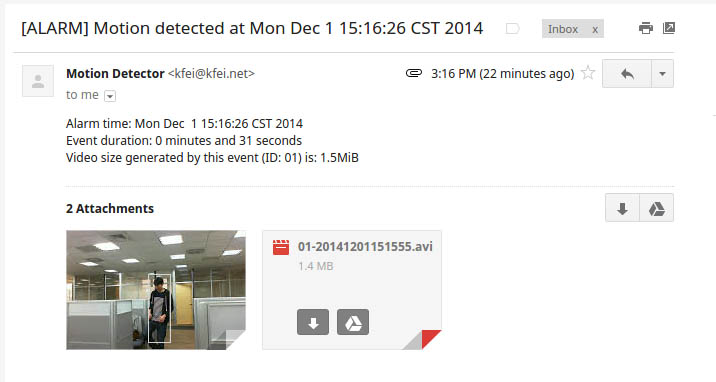 [ALARM] Motion detected at Mon Dec 1 15:16:26 CST 2014
Inbox x
Motion Detector <kfei@kfei.net>
3:16 PM (22 minutes ago)
to me
Alarm time: Mon Dec  1 15:16:26 CST 2014
Event duration: 0 minutes and 31 seconds
Video size generated by this event (ID: 01) is: 1.5MiB
2 Attachments
01-20141201151555.avi
1.4 MB